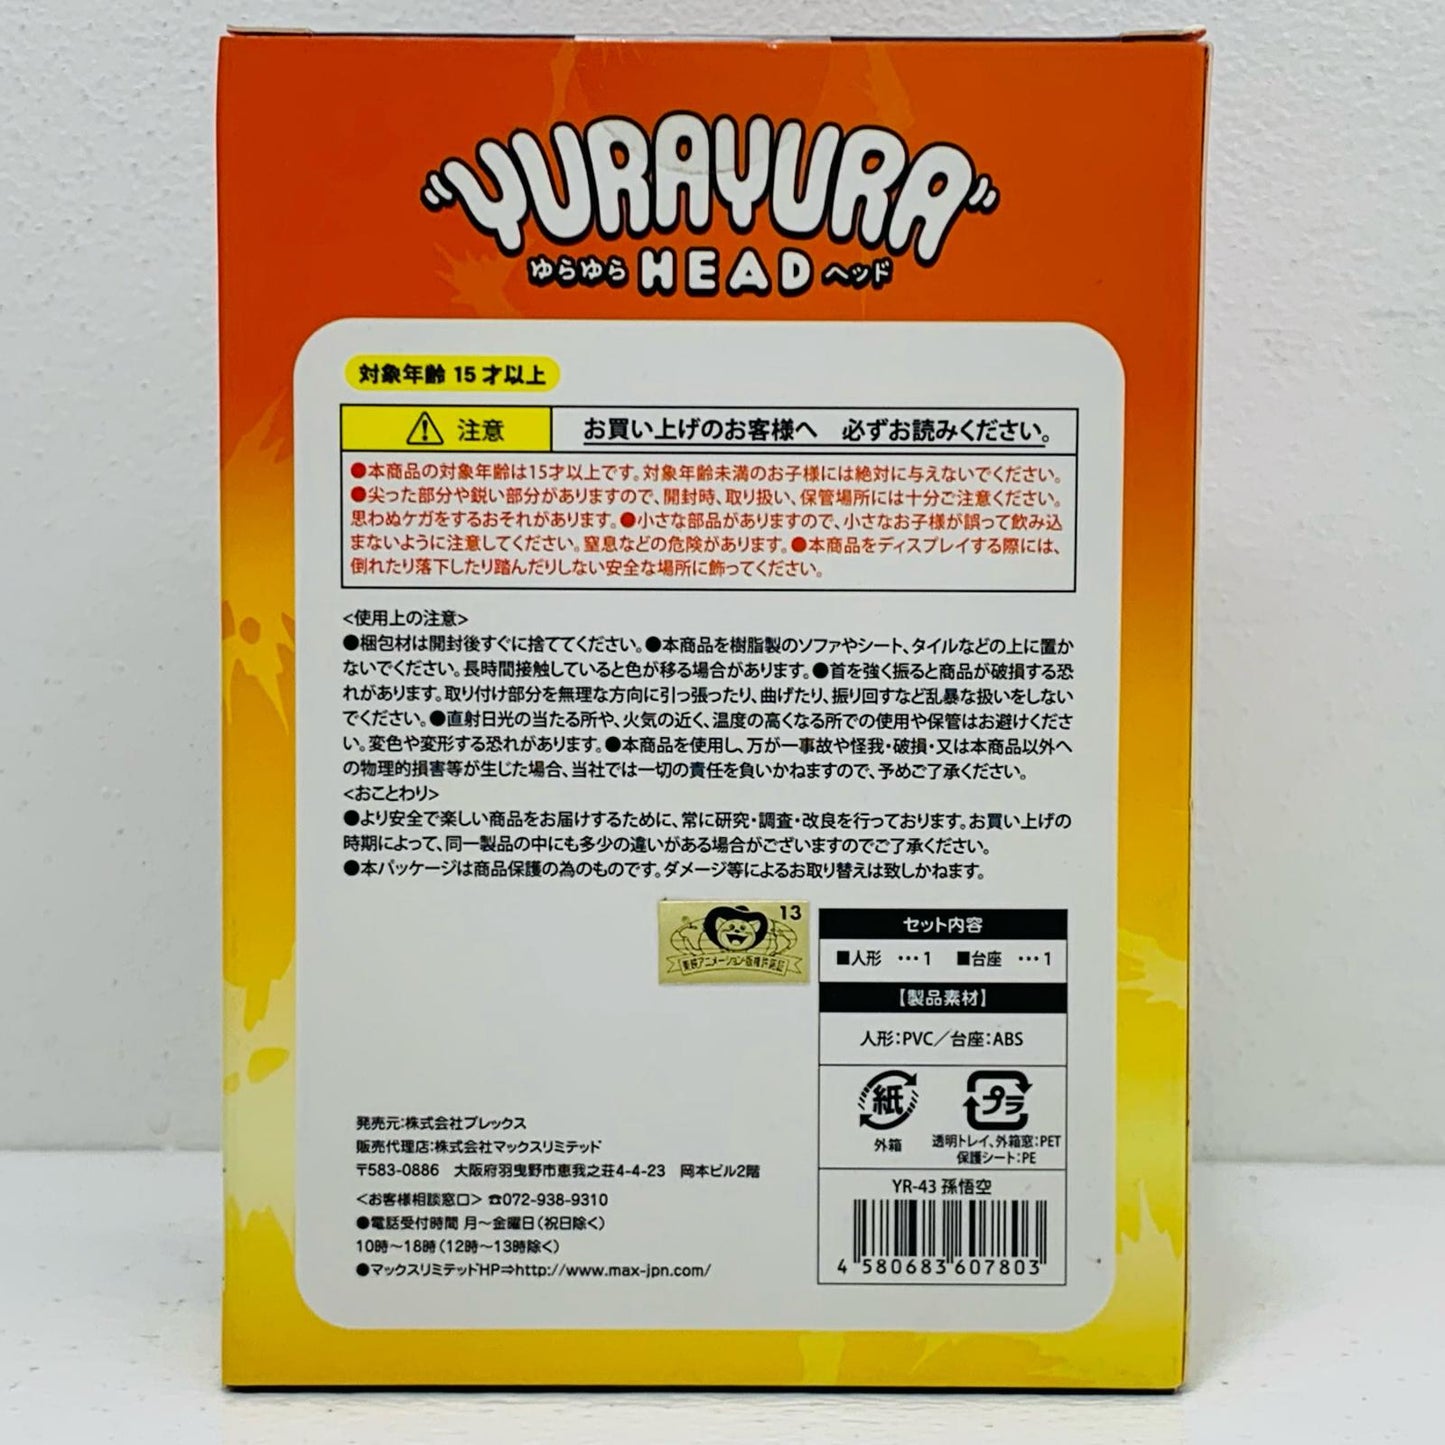 "YURAYURA"
ゆらゆら HEAD ヘッド
対象年齢 15 才以上
注意 お買い上げのお客様へ 必ずお読みください。
●本商品の対象年齢は15才以上です。対象年齢未満のお子様には絶対に与えないでください。
●尖った部分や鋭い部分がありますので、開封時、取り扱い、保管場所には十分ご注意ください。
思わぬケガをするおそれがあります。●小さな部品がありますので、小さなお子様が誤って飲み込
まないように注意してください。窒息などの危険があります。●本商品をディスプレイする際には、
倒れたり落下したり踏んだりしない安全な場所に飾ってください。
<使用上の注意>
●梱包材は開封後すぐに捨ててください。●本商品を樹脂製のソファやシート、タイルなどの上に置か
ないでください。長時間接触していると色が移る場合があります。●首を強く振ると商品が破損する恐
れがあります。取り付け部分を無理な方向に引っ張ったり、曲げたり、振り回すなど乱暴な扱いをしない
でください。●直射日光の当たる所や、火気の近く、温度の高くなる所での使用や保管はお避けくださ
い。変色や変形する恐れがあります。●本商品を使用し、万が一事故や怪我・破損・又は本商品以外へ
の物理的損害等が生じた場合、当社では一切の責任を負いかねますので、予めご了承ください。
<おことわり>
●より安全で楽しい商品をお届けするために、常に研究・調査・改良を行っております。お買い上げの
時期によって、同一製品の中にも多少の違いがある場合がございますのでご了承ください。
●本パッケージは商品保護の為のものです。ダメージ等によるお取り替えは致しかねます。
13
東映アニメーション・版権許諾証
セット内容
■人形 …1 ■台座 …1
【製品素材】
人形:PVC/台座:ABS
紙 プラ
外箱
透明トレイ、外箱窓:PET
保護シート:PE
YR-43 孫悟空
4 580683 607803
発売元:株式会社プレックス
販売代理店:株式会社マックスリミテッド
〒583-0886 大阪府羽曳野市恵我之荘4-4-23 岡本ビル2階
<お客様相談窓口> ☎072-938-9310
●電話受付時間 月～金曜日(祝日除く)
10時～18時(12時～13時除く)
●マックスリミテッドHP⇒http://www.max-jpn.com/